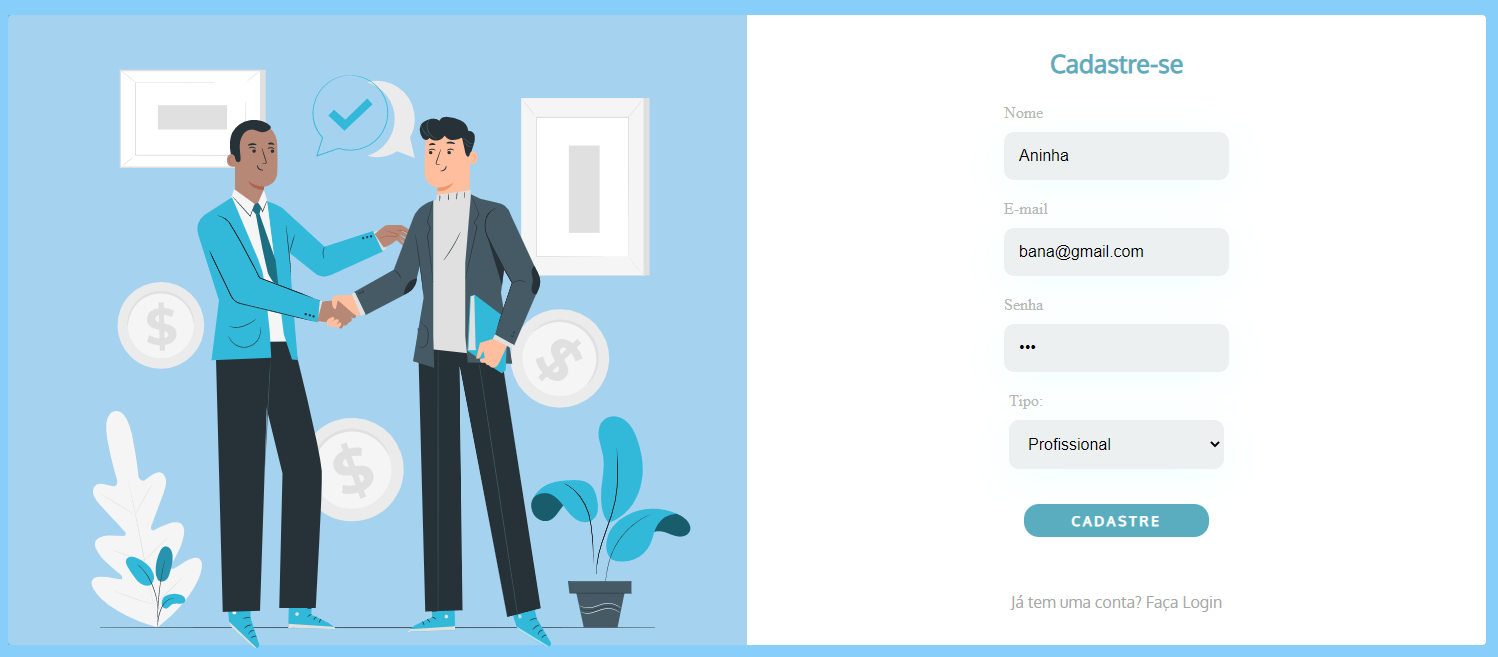 Cadastre-se
Nome
Aninha
E-mail
bana@gmail.com
Senha
•••
Tipo:
Profissional
CADASTRE
Já tem uma conta? Faça Login